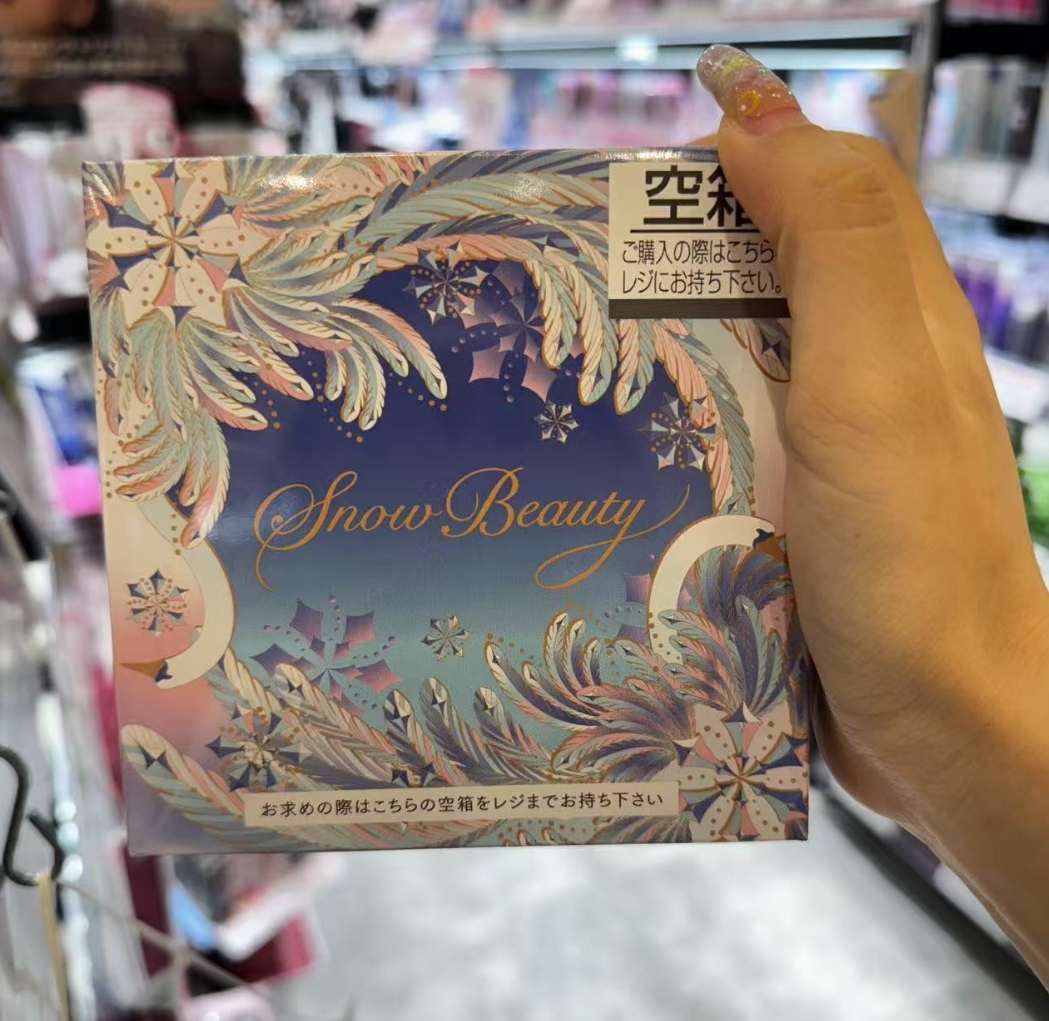 空箱
ご購入の際はこちら
レジにお持ち下さい。
Snow Beauty
お求めの際はこちらの空箱をレジまでお持ち下さい